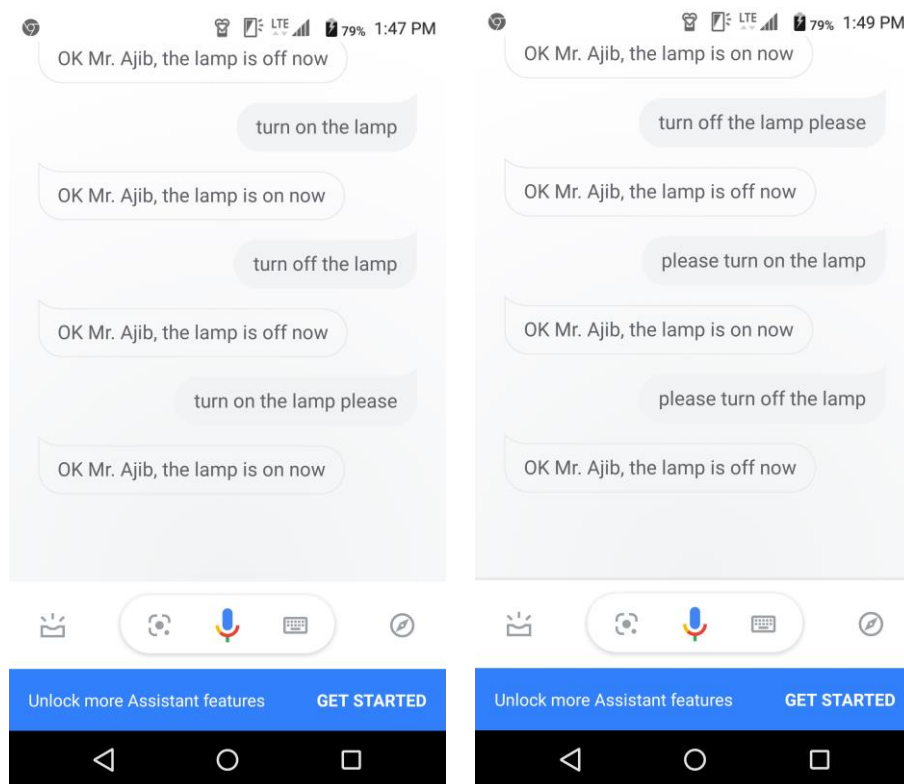 LTE 79% 1:47 PM
OK Mr. Ajib, the lamp is off now
turn on the lamp
OK Mr. Ajib, the lamp is on now
turn off the lamp
OK Mr. Ajib, the lamp is off now
turn on the lamp please
OK Mr. Ajib, the lamp is on now
Unlock more Assistant features GET STARTED
LTE 79% 1:49 PM
OK Mr. Ajib, the lamp is on now
turn off the lamp please
OK Mr. Ajib, the lamp is off now
please turn on the lamp
OK Mr. Ajib, the lamp is on now
please turn off the lamp
OK Mr. Ajib, the lamp is off now
Unlock more Assistant features GET STARTED